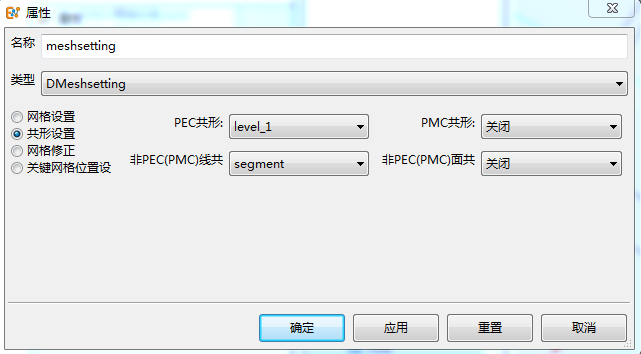 属性
名称 meshsetting
类型 DMeshsetting
网格设置
共形设置
网格修正
关键网格位置设
PEC共形: level_1 PMC共形: 关闭
非PEC(PMC)线共 segment 非PEC(PMC)面共 关闭
确定 应用 重置 取消